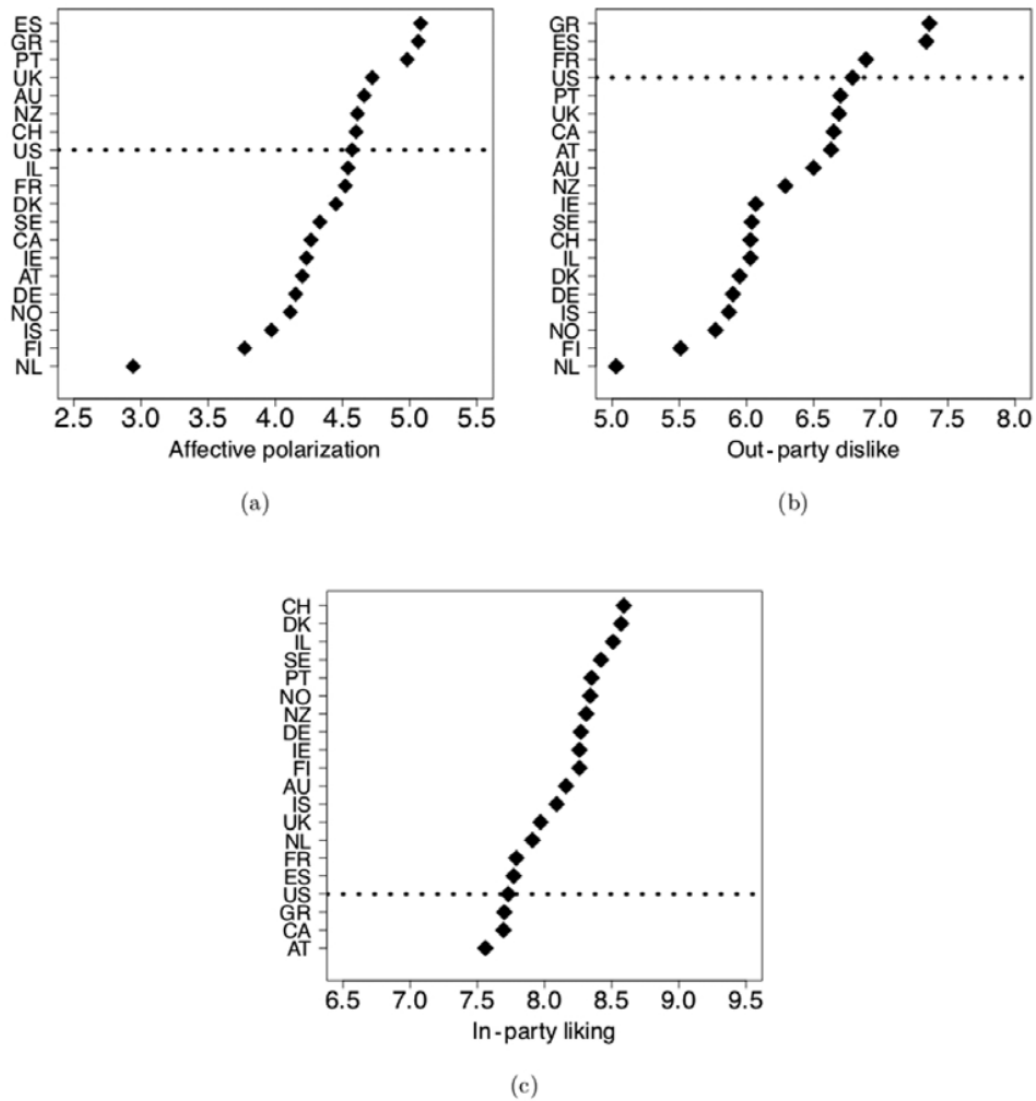 ES
GR
PT
UK
AU
NZ
CH
US
IL
FR
DK
SE
CA
IE
AT
DE
NO
IS
FI
NL
2.5 3.0 3.5 4.0 4.5 5.0 5.5
Affective polarization
(a)
GR
ES
FR
US
PT
UK
CA
AT
AU
NZ
IE
SE
CH
IL
DK
DE
IS
NO
FI
NL
5.0 5.5 6.0 6.5 7.0 7.5 8.0
Out-party dislike
(b)
CH
DK
IL
SE
PT
NO
NZ
DE
IE
FI
AU
IS
UK
NL
FR
ES
US
GR
CA
AT
6.5 7.0 7.5 8.0 8.5 9.0 9.5
In-party liking
(c)